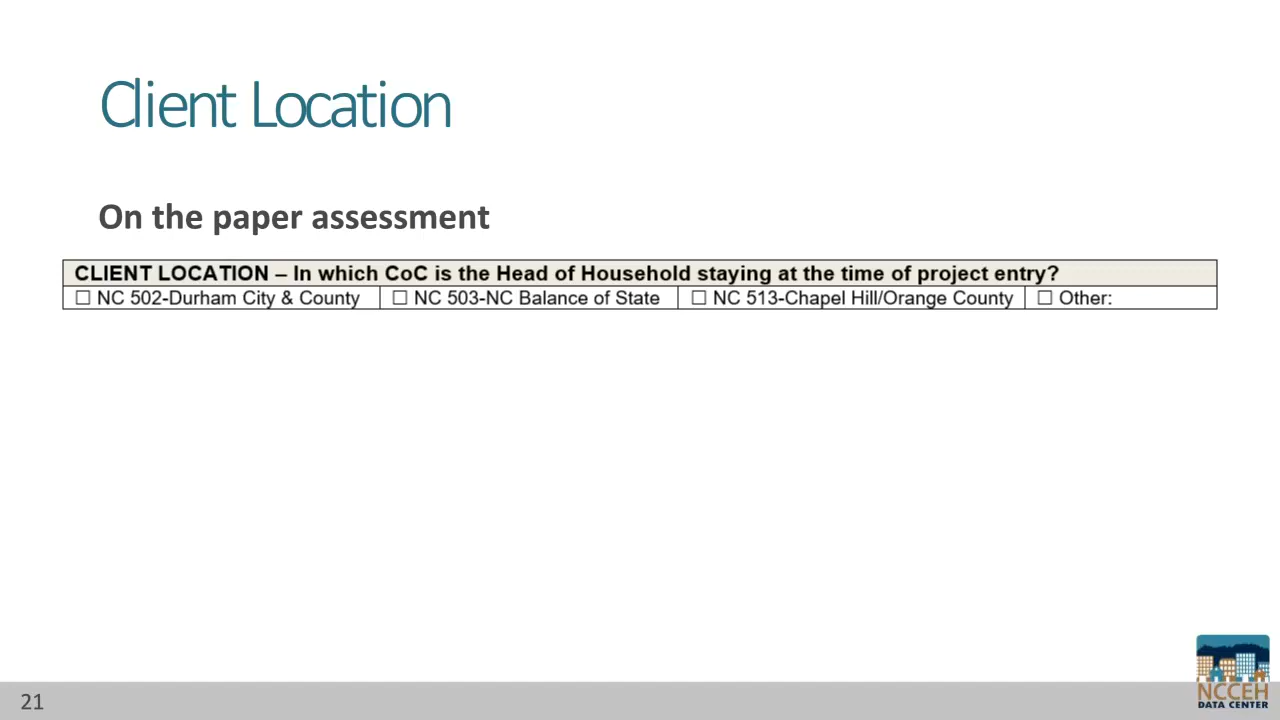 Client Location
On the paper assessment
CLIENT LOCATION – In which CoC is the Head of Household staying at the time of project entry?
☐ NC 502-Durham City & County ☐ NC 503-NC Balance of State ☐ NC 513-Chapel Hill/Orange County ☐ Other:
21
NCCEH
DATA CENTER